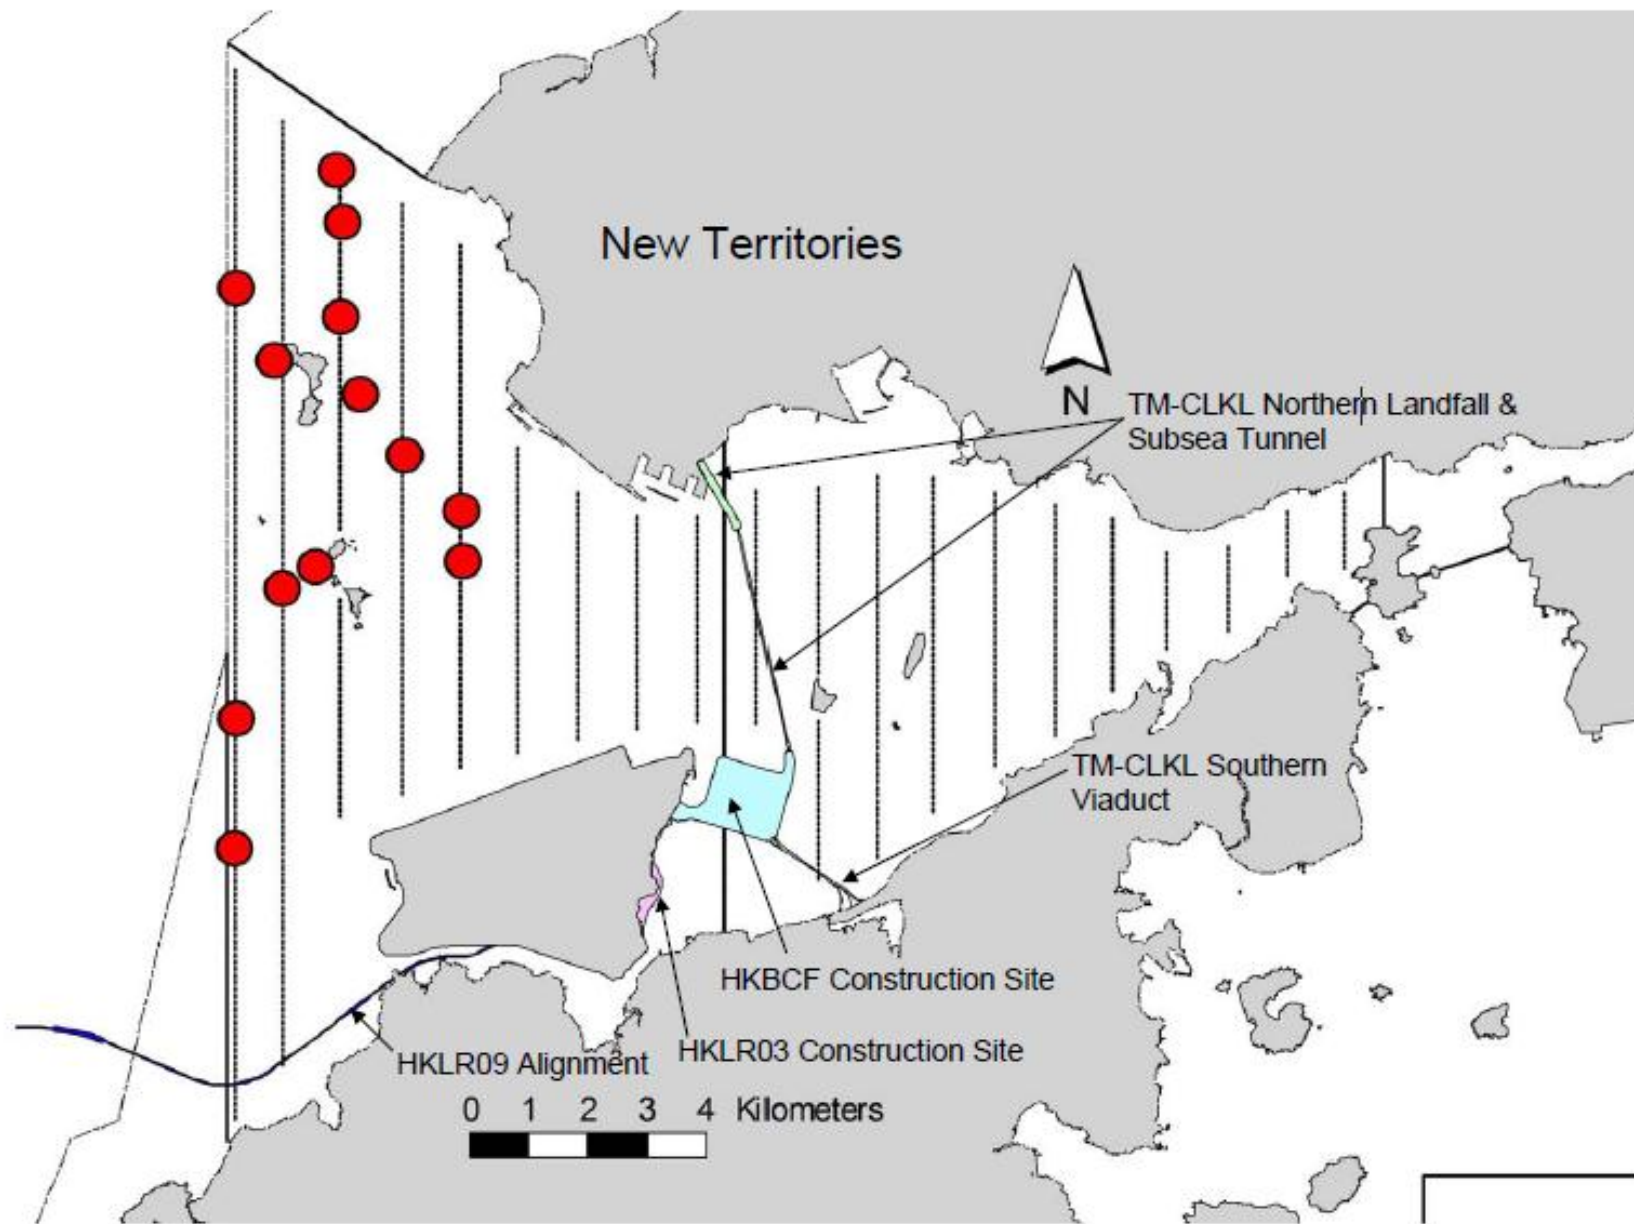 New Territories
N
TM-CLKL Northern Landfall &
Subsea Tunnel
TM-CLKL Southern
Viaduct
HKBCF Construction Site
HKLR03 Construction Site
HKLR09 Alignment
0 1 2 3 4 Kilometers